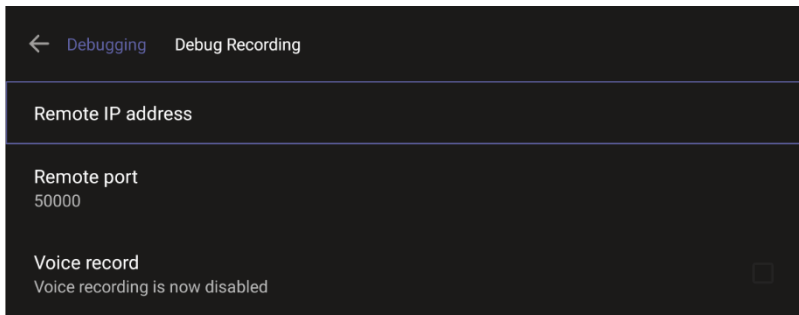 Debugging Debug Recording
Remote IP address
Remote port
50000
Voice record
Voice recording is now disabled